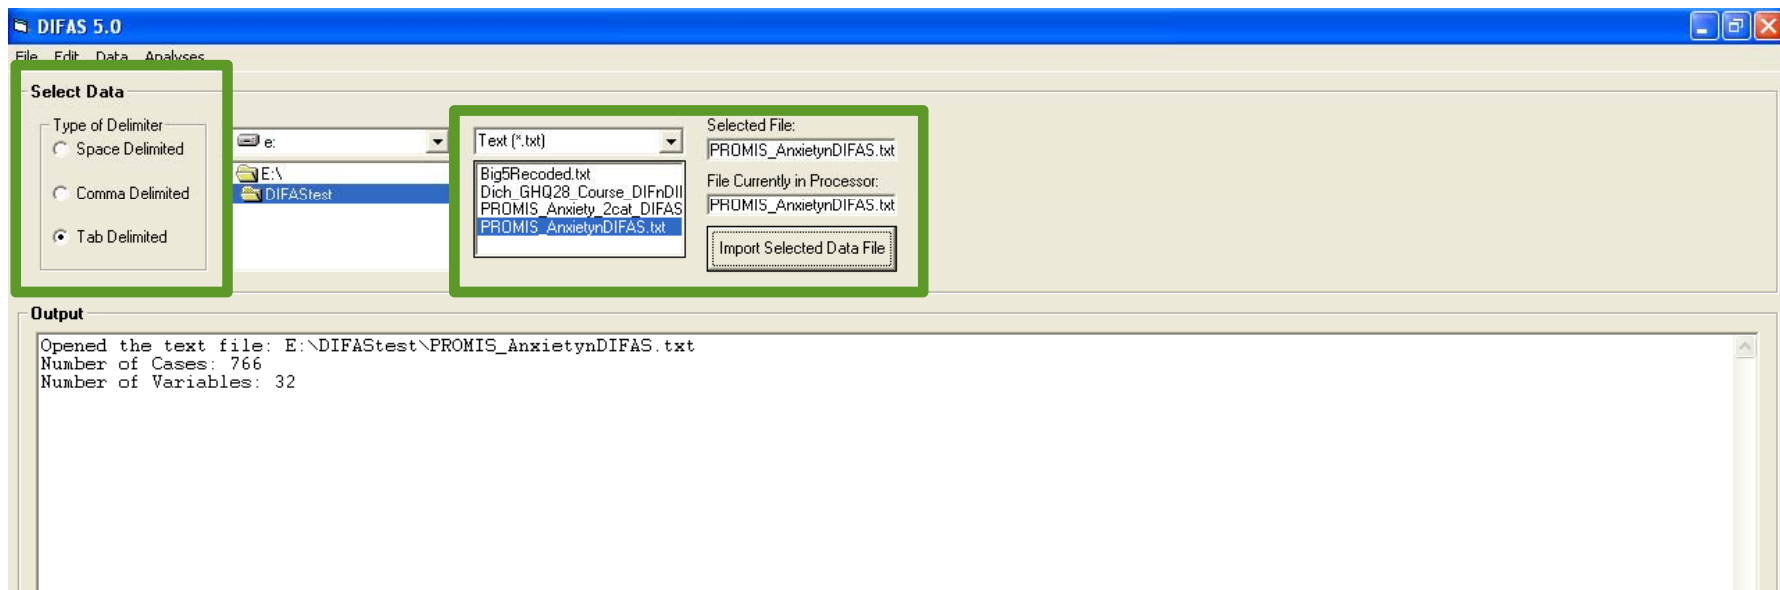 DIFAS 5.0
File Edit Data Analyses
Select Data
Type of Delimiter
Space Delimited
Comma Delimited
Tab Delimited
e:
E:\
DIFAStest
Text (*.txt)
Big5Recoded.txt
Dich_GHQ28_Course_DIFnDII
PROMIS_Anxiety_2cat_DIFAS
PROMIS_AnxietynDIFAS.txt
Selected File:
PROMIS_AnxietynDIFAS.txt
File Currently in Processor:
PROMIS_AnxietynDIFAS.txt
Import Selected Data File
Output
Opened the text file: E:\DIFAStest\PROMIS_AnxietynDIFAS.txt
Number of Cases: 766
Number of Variables: 32